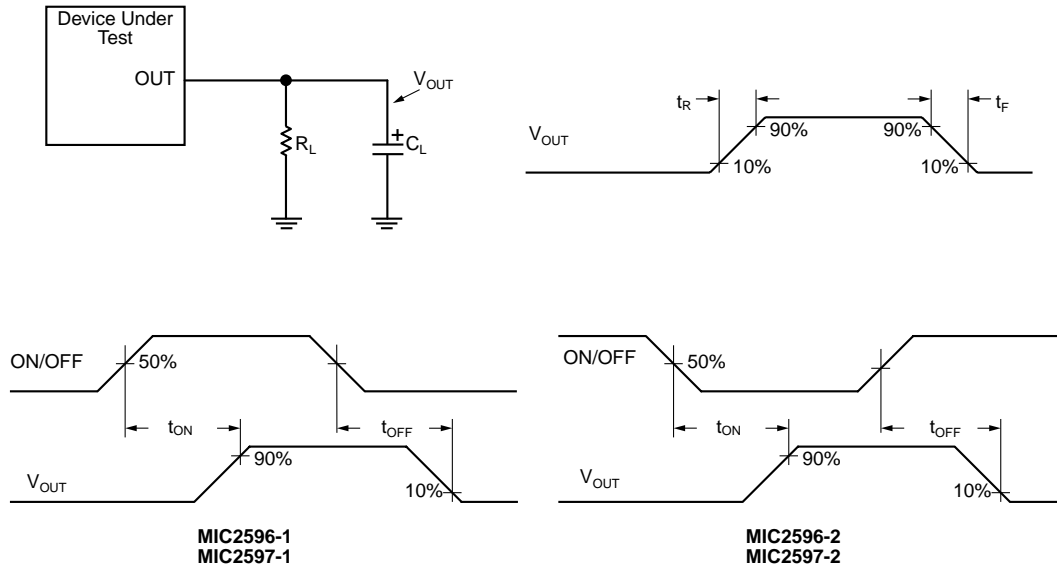 Device Under
Test
OUT
V_OUT
R_L
+
C_L
t_R
t_F
V_OUT
90%
90%
10%
10%
ON/OFF
50%
t_ON
t_OFF
V_OUT
90%
10%
MIC2596-1
MIC2597-1
ON/OFF
50%
t_ON
t_OFF
V_OUT
90%
10%
MIC2596-2
MIC2597-2